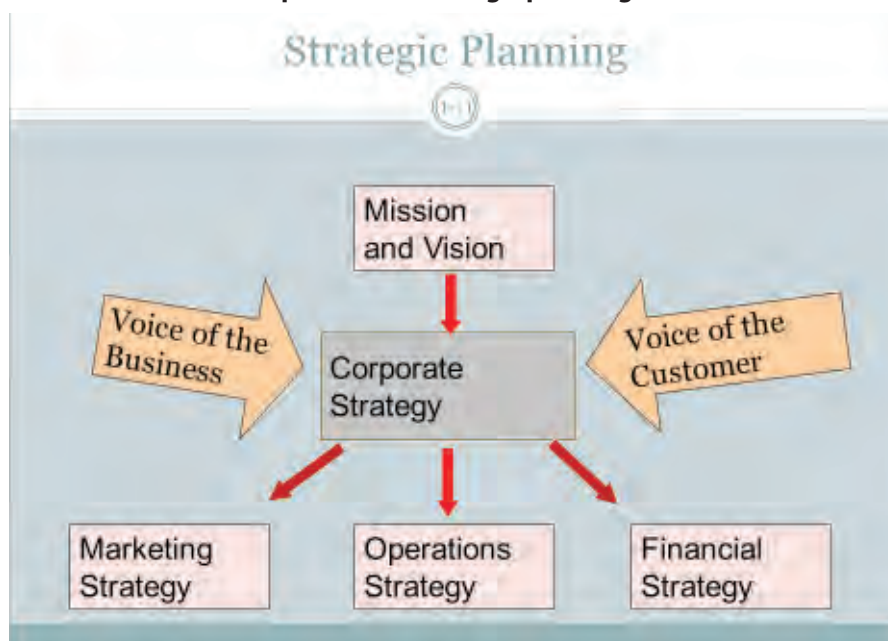 Strategic Planning
Mission
and Vision
Voice of the
Business
Voice of the
Customer
Corporate
Strategy
Marketing
Strategy
Operations
Strategy
Financial
Strategy